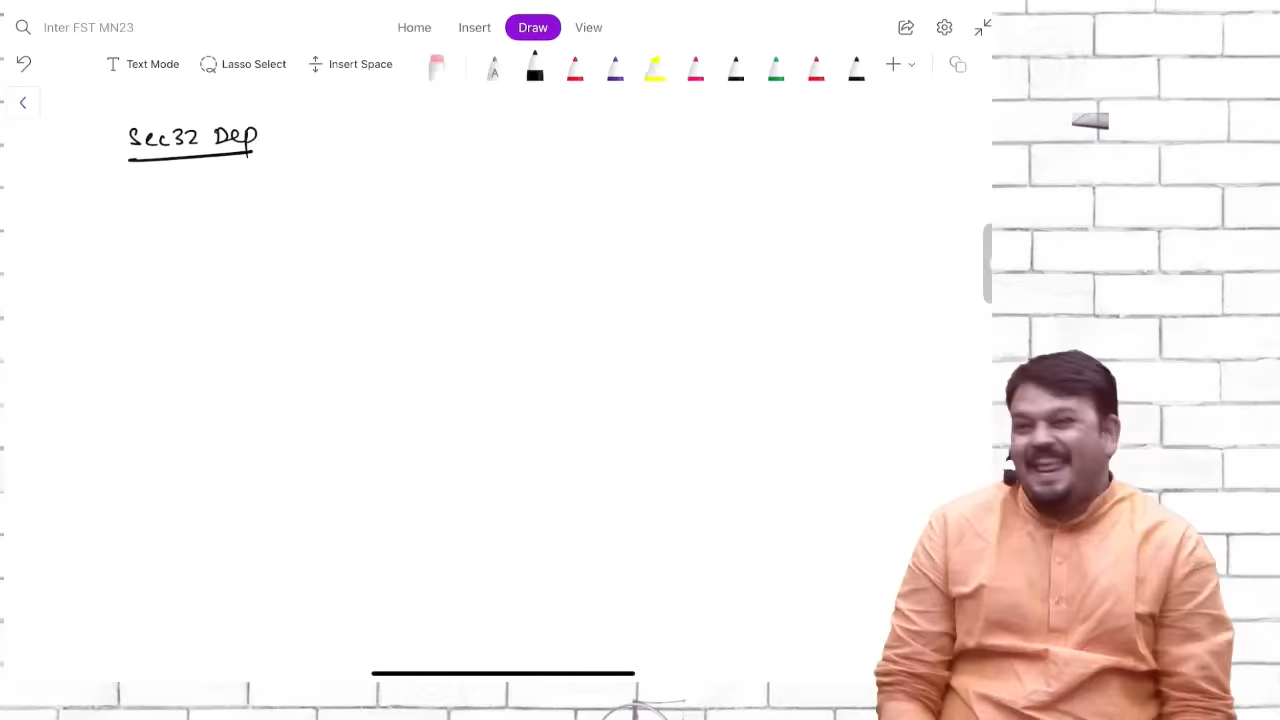 Inter FST MN23
Home Insert Draw View
Text Mode Lasso Select Insert Space
A
Sec32 Dep